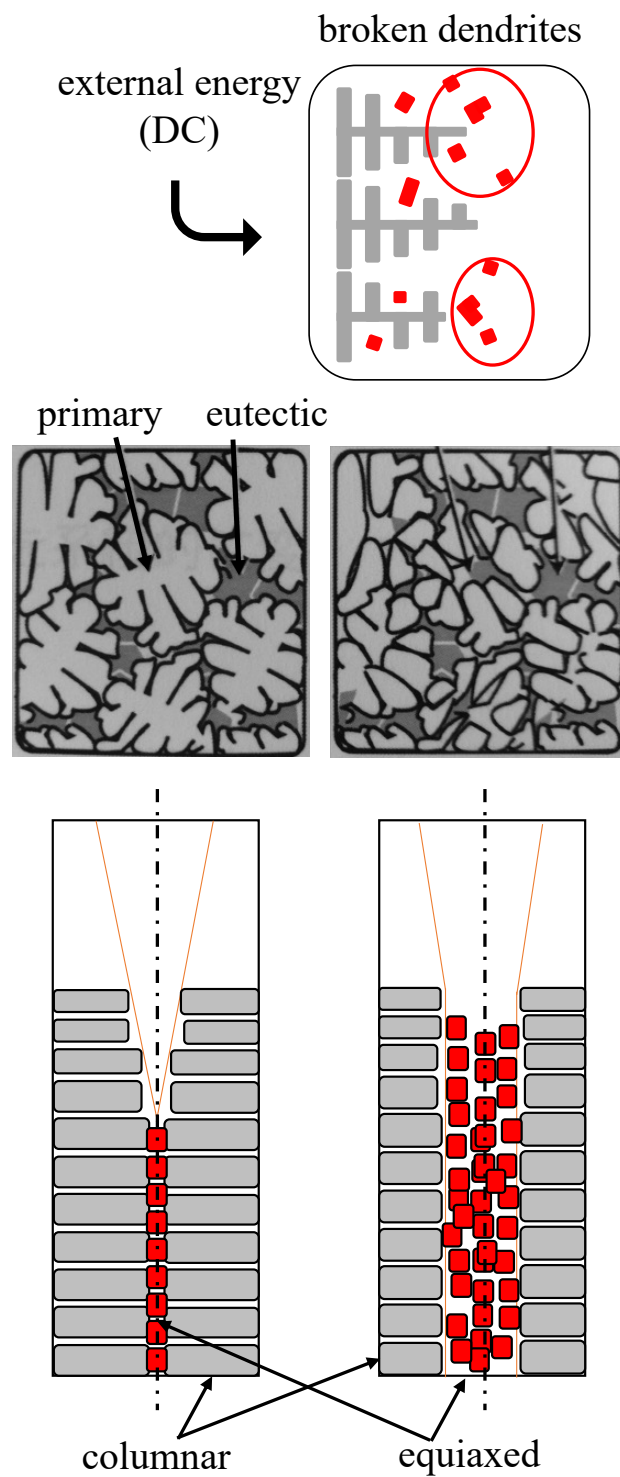 broken dendrites
external energy
(DC)
primary
eutectic
columnar
equiaxed